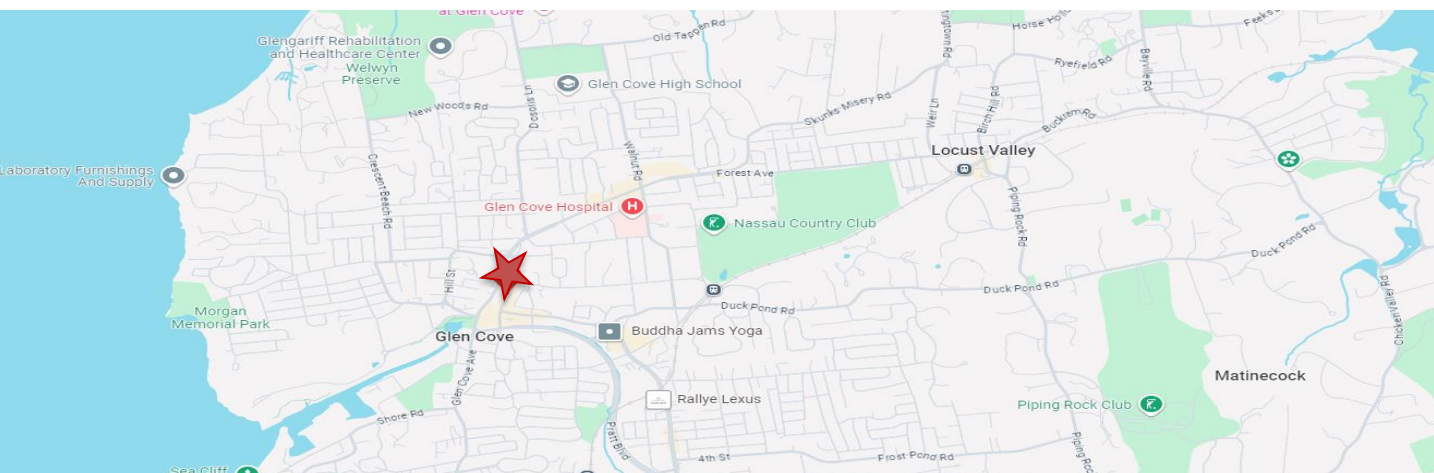 at Glen Cove
Old Tappan Rd
Horse Ho
Feeks
Glengariff Rehabilitation
and Healthcare Center
Welwyn
Preserve
Glen Cove High School
Ryefield Rd
Bayville Rd
New Woods Rd
Dosoris Ln
Skunks Misery Rd
Weir Ln
Birch Hill Rd
Buckram Rd
Walnut Rd
Locust Valley
Laboratory Furnishings
And Supply
Crescent Beach Rd
Forest Ave
Glen Cove Hospital
H
Nassau Country Club
Piping Rock Rd
Duck Pond Rd
Hill St
Duck Pond Rd
Chicken Valley Rd
Morgan
Memorial Park
Duck Pond Rd
Glen Cove
Buddha Jams Yoga
Glen Cove Ave
Matinecock
Rallye Lexus
Piping Rock Club
Shore Rd
Pratt Blvd
4th St
Frost Pond Rd
Piping Roc
Sea Cliff